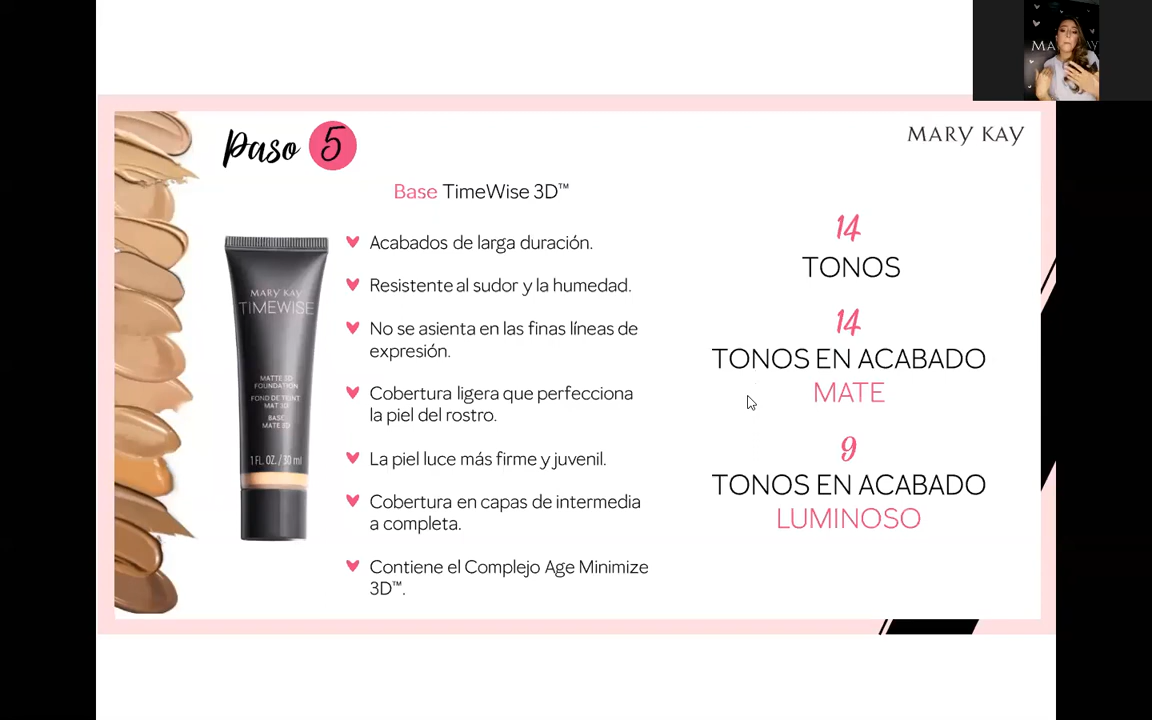 MARY KAY
Paso 5
MARY KAY
Base TimeWise 3D™
Acabados de larga duración.
Resistente al sudor y la humedad.
No se asienta en las finas líneas de
expresión.
Cobertura ligera que perfecciona
la piel del rostro.
La piel luce más firme y juvenil.
Cobertura en capas de intermedia
a completa.
Contiene el Complejo Age Minimize
3D™.
MARY KAY
TIMEWISE
MATTE 3D
FOUNDATION
FOND DE TEINT
MAT 3D
BASE
MATE 3D
1 FL. OZ. / 30 ml
14
TONOS
14
TONOS EN ACABADO
MATE
9
TONOS EN ACABADO
LUMINOSO